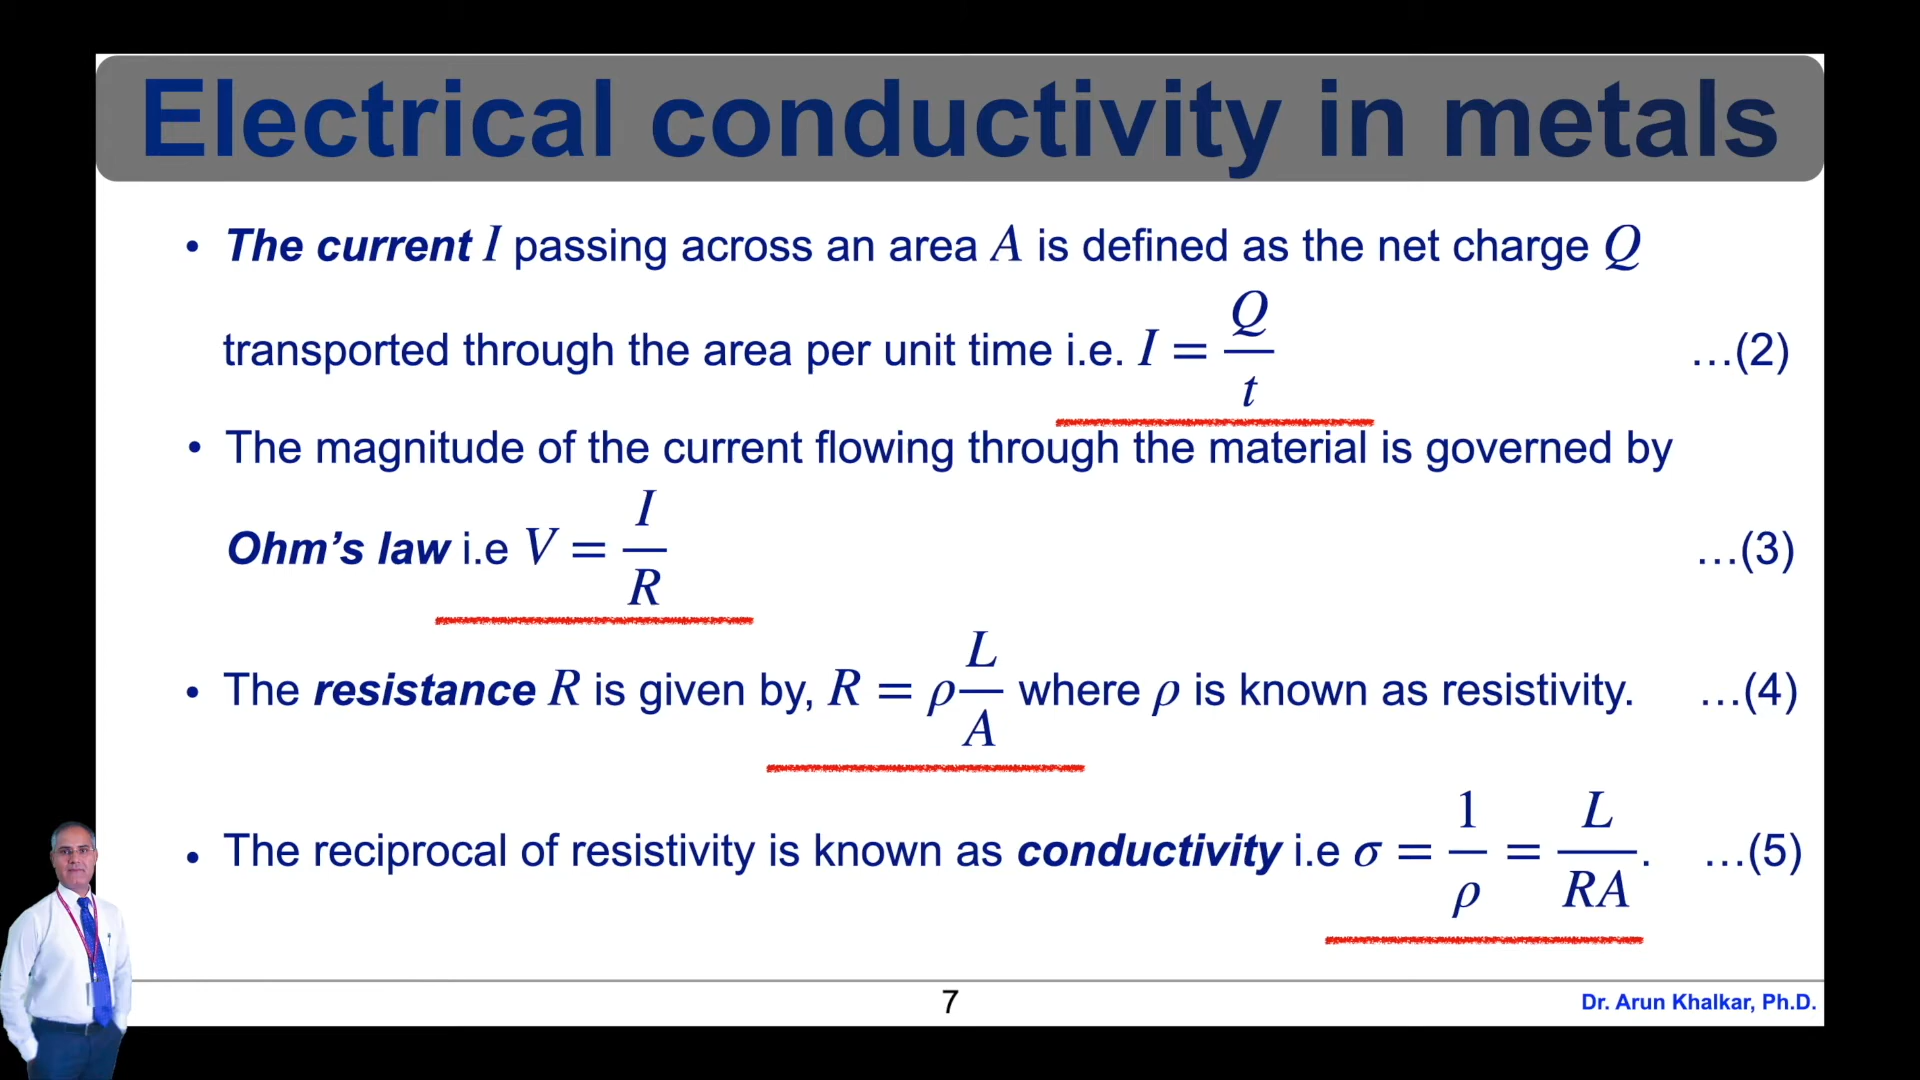 Electrical conductivity in metals
• The current I passing across an area A is defined as the net charge Q
transported through the area per unit time i.e. I = Q/t …(2)
• The magnitude of the current flowing through the material is governed by
Ohm’s law i.e V = I/R …(3)
• The resistance R is given by, R = ρ L/A where ρ is known as resistivity. …(4)
• The reciprocal of resistivity is known as conductivity i.e σ = 1/ρ = L/RA. …(5)
7
Dr. Arun Khalkar, Ph.D.